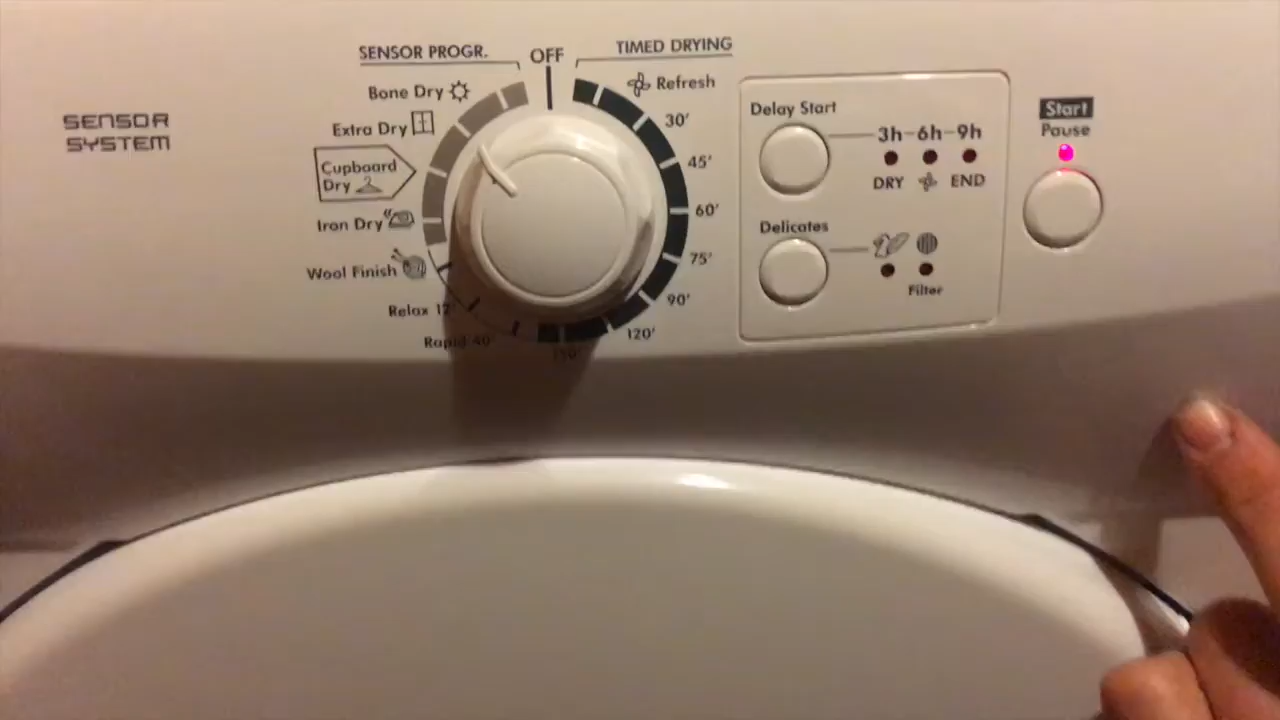 SENSOR PROGR.
OFF
TIMED DRYING
SENSOR
SYSTEM
Bone Dry
Extra Dry
Cupboard
Dry
Iron Dry
Wool Finish
Relax 12'
Rapid 40'
Refresh
30'
45'
60'
75'
90'
120'
150'
Delay Start
3h-6h-9h
DRY END
Delicates
Filter
Start
Pause